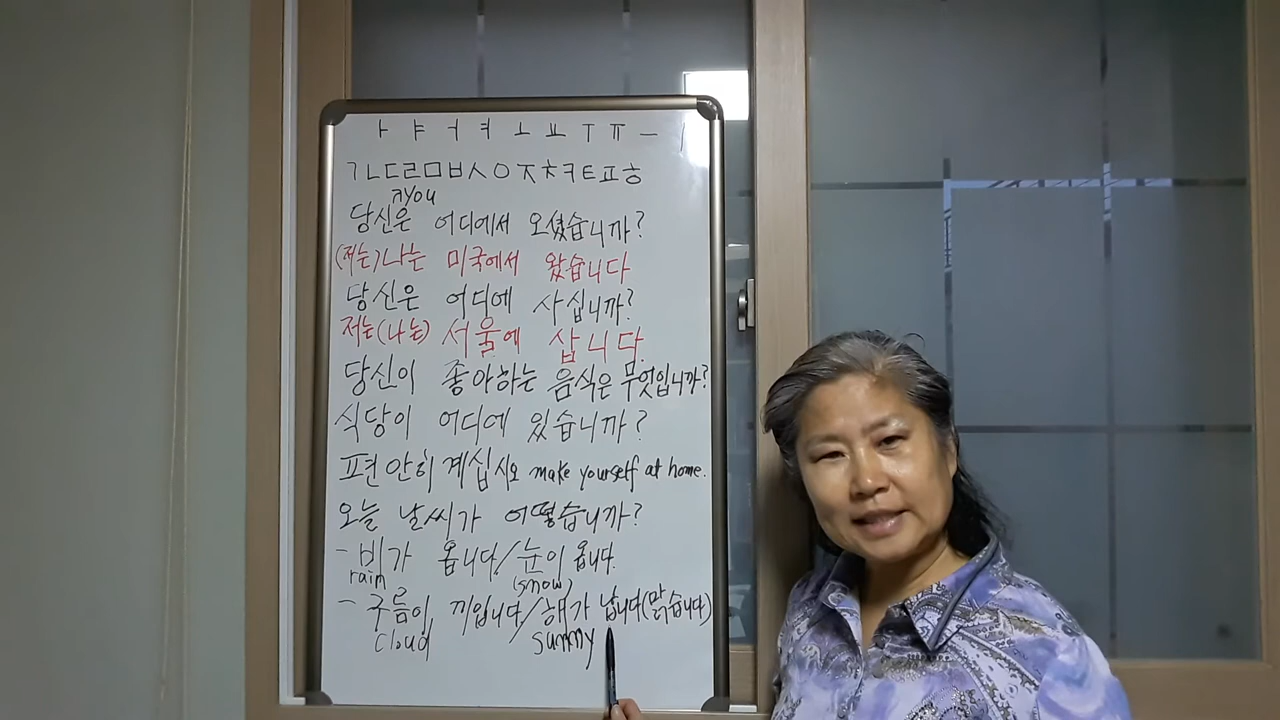 ㅏ ㅑ ㅓ ㅕ ㅗ ㅛ ㅜ ㅠ ㅡ ㅣ
ㄱㄴㄷㄹㅁㅂㅅㅇㅈㅊㅋㅌㅍㅎ
you
당신은 어디에서 오셨습니까?
(저는)나는 미국에서 왔습니다
당신은 어디에 사십니까?
저는(나는) 서울에 삽니다.
당신이 좋아하는 음식은 무엇입니까?
식당이 어디에 있습니까?
편안히 계십시오 make yourself at home.
오늘 날씨가 어떻습니까?
- 비가 옵니다/눈이 옵니다.
rain (snow)
- 구름이 끼입니다/해가 납니다(맑습니다)
cloud sunny